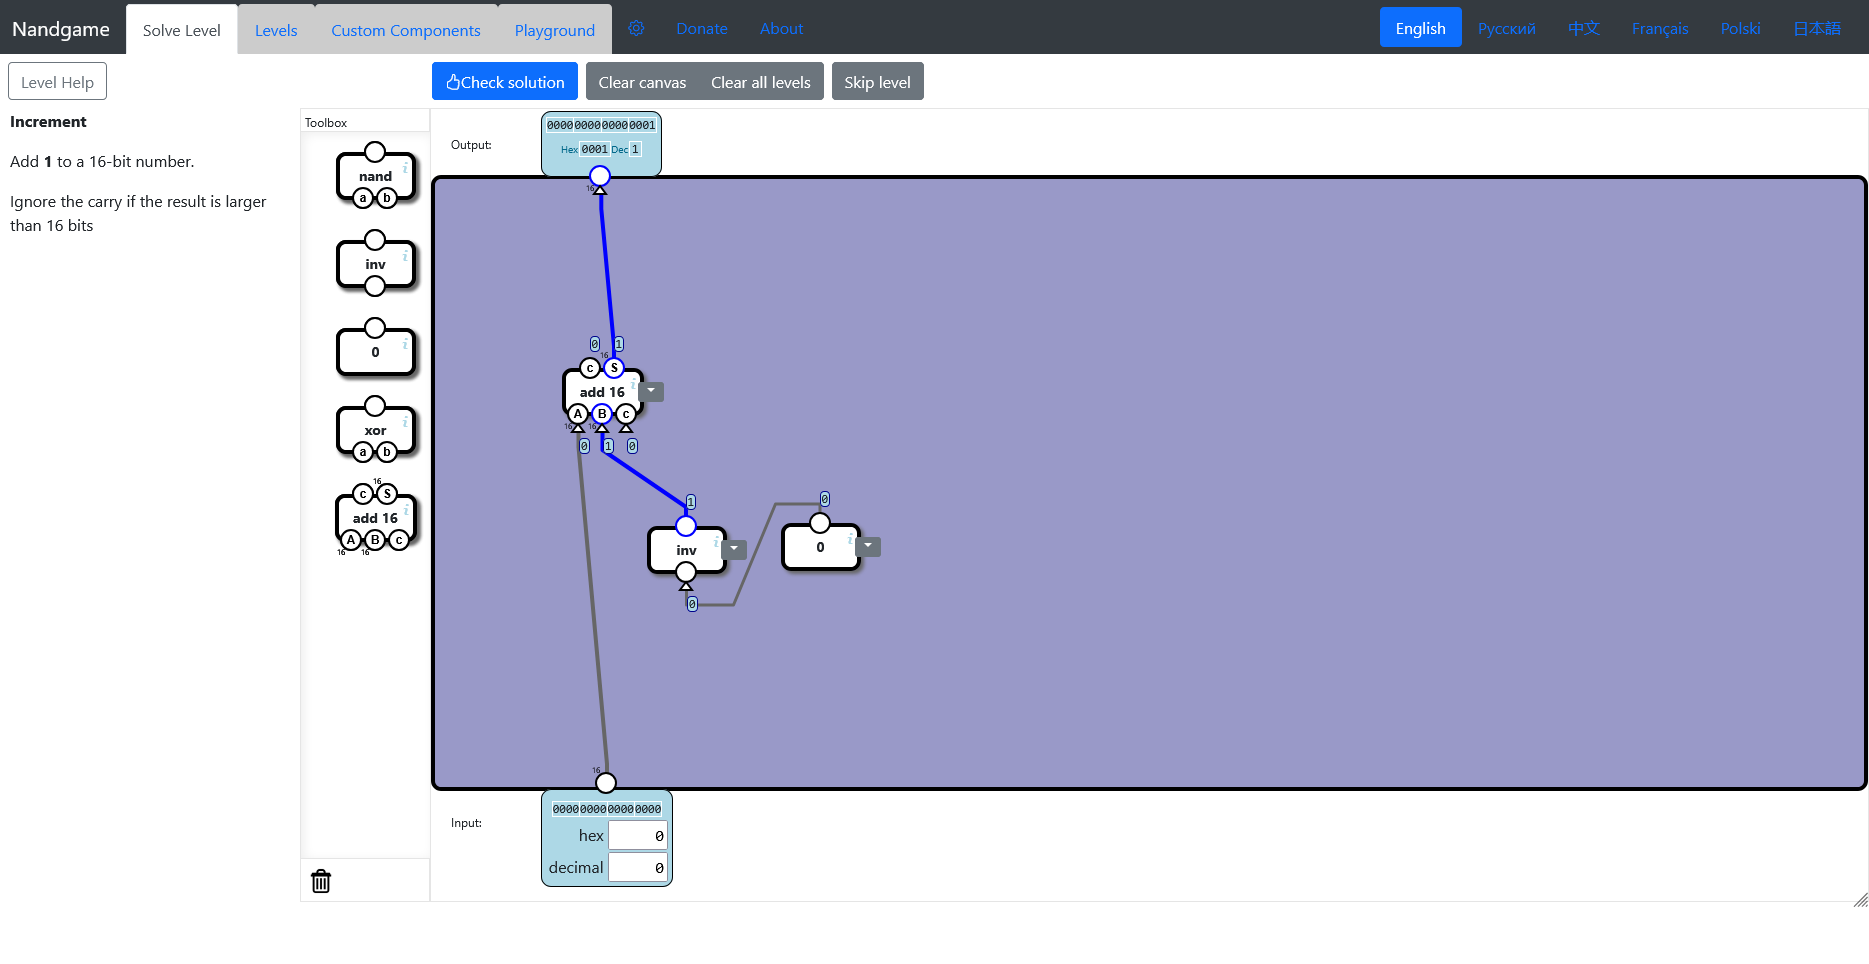 Nandgame Solve Level Levels Custom Components Playground Donate About English Русский 中文 Français Polski 日本語
Level Help
Check solution Clear canvas Clear all levels Skip level
Increment
Add 1 to a 16-bit number.
Ignore the carry if the result is larger
than 16 bits
Toolbox
nand
i
a b
inv
i
0
i
xor
i
a b
16
c S
add 16
i
A B c
16 16
Output:
0000000000000001
Hex 0001 Dec 1
16
0 1
16
c S
add 16
i
A B c
16 16
0 1 0
1
inv
i
0
0
0
i
16
Input:
0000000000000000
hex 0
decimal 0